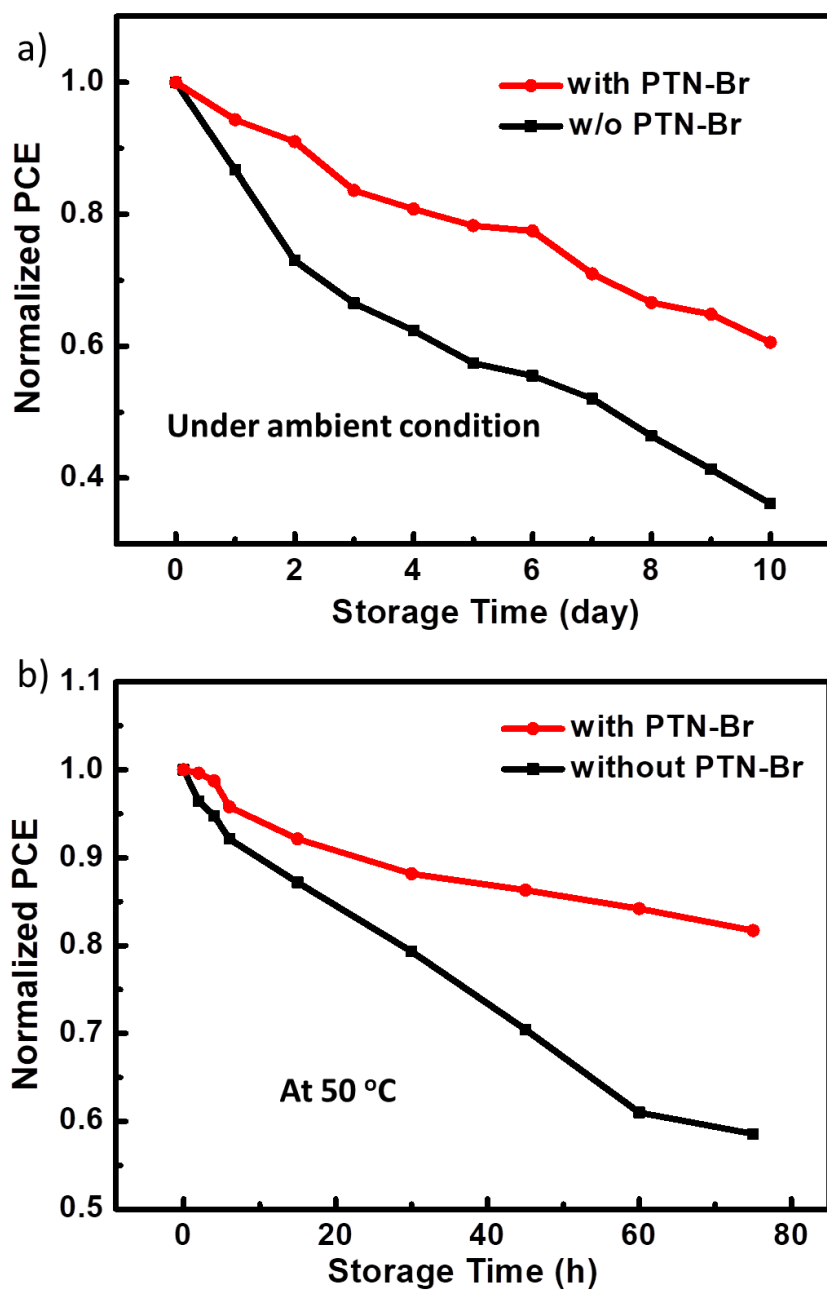 a)
1.0
0.8
0.6
0.4
Normalized PCE
with PTN-Br
w/o PTN-Br
Under ambient condition
0 2 4 6 8 10
Storage Time (day)
b)
1.1
1.0
0.9
0.8
0.7
0.6
0.5
Normalized PCE
with PTN-Br
without PTN-Br
At 50 °C
0 20 40 60 80
Storage Time (h)